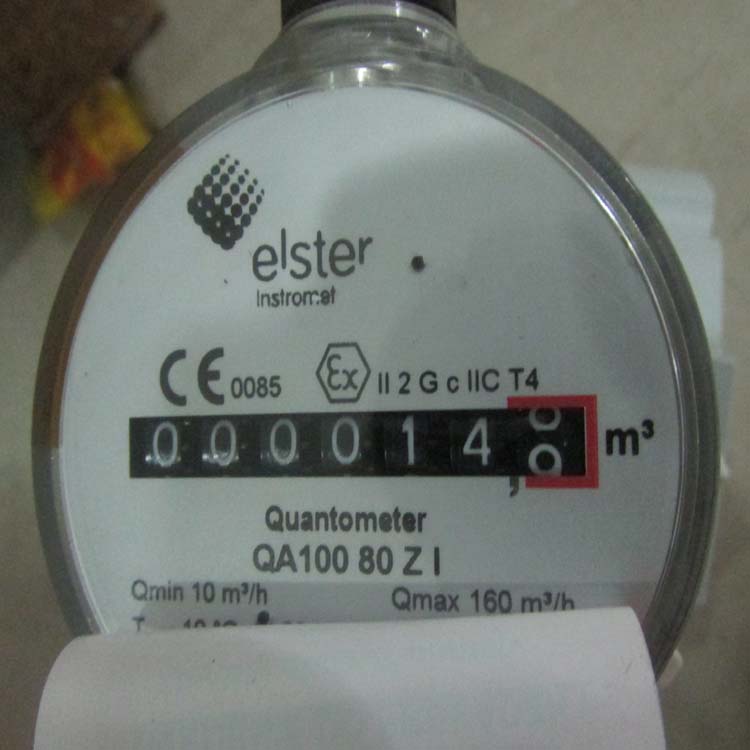 elster
Instromet
CE 0085 Ex II 2 G c IIC T4
0 0 0 0 1 4 8 m³
,
Quantometer
QA100 80 Z I
Qmin 10 m³/h Qmax 160 m³/h